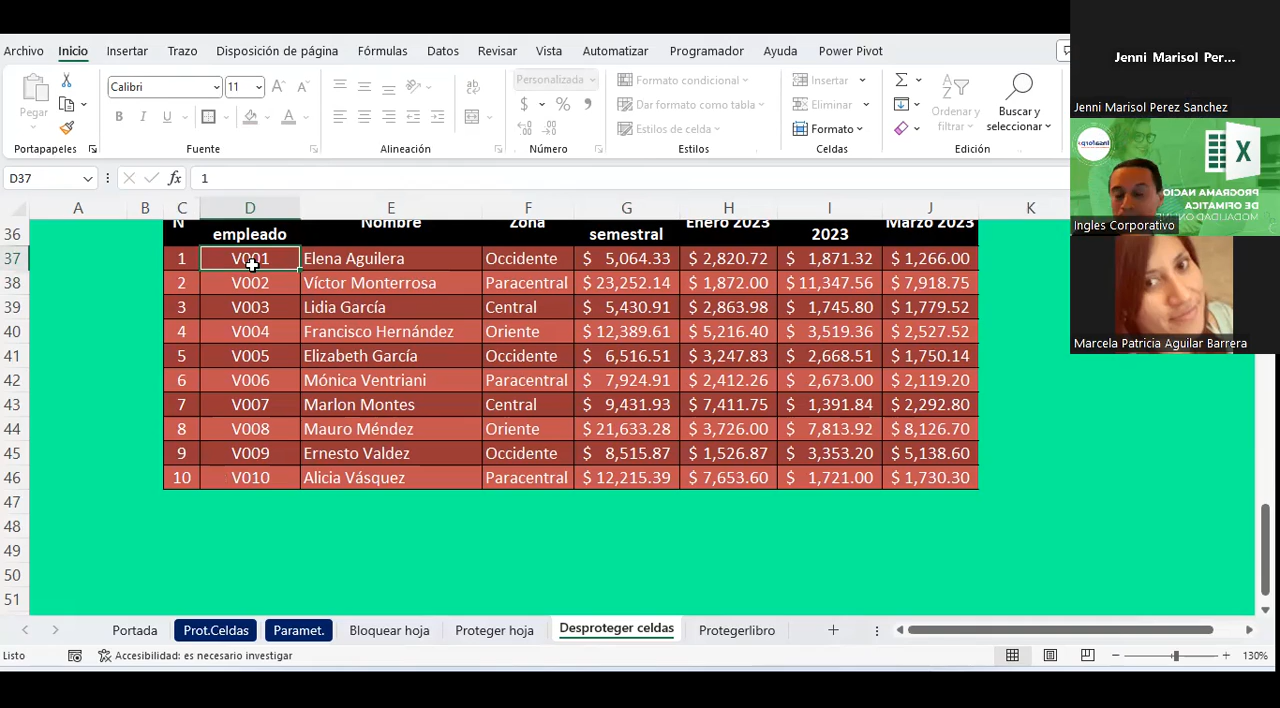 Archivo Inicio Insertar Trazo Disposición de página Fórmulas Datos Revisar Vista Automatizar Programador Ayuda Power Pivot
Pegar
Portapapeles
Calibri 11
N K S
Fuente
Alineación
Personalizada
$ % 
Número
Formato condicional
Dar formato como tabla
Estilos de celda
Estilos
Insertar
Eliminar
Formato
Celdas
Ordenar y filtrar
Buscar y seleccionar
Edición
D37 fx 1
A B C D E F G H I J K
36 N empleado Nombre Zona semestral Enero 2023 2023 Marzo 2023
37 1 V001 Elena Aguilera Occidente $ 5,064.33 $ 2,820.72 $ 1,871.32 $ 1,266.00
38 2 V002 Víctor Monterrosa Paracentral $ 23,252.14 $ 1,872.00 $ 11,347.56 $ 7,918.75
39 3 V003 Lidia García Central $ 5,430.91 $ 2,863.98 $ 1,745.80 $ 1,779.52
40 4 V004 Francisco Hernández Oriente $ 12,389.61 $ 5,216.40 $ 3,519.36 $ 2,527.52
41 5 V005 Elizabeth García Occidente $ 6,516.51 $ 3,247.83 $ 2,668.51 $ 1,750.14
42 6 V006 Mónica Ventriani Paracentral $ 7,924.91 $ 2,412.26 $ 2,673.00 $ 2,119.20
43 7 V007 Marlon Montes Central $ 9,431.93 $ 7,411.75 $ 1,391.84 $ 2,292.80
44 8 V008 Mauro Méndez Oriente $ 21,633.28 $ 3,726.00 $ 7,813.92 $ 8,126.70
45 9 V009 Ernesto Valdez Occidente $ 8,515.87 $ 1,526.87 $ 3,353.20 $ 5,138.60
46 10 V010 Alicia Vásquez Paracentral $ 12,215.39 $ 7,653.60 $ 1,721.00 $ 1,730.30
47
48
49
50
51
Portada Prot.Celdas Paramet. Bloquear hoja Proteger hoja Desproteger celdas Protegerlibro
Listo Accesibilidad: es necesario investigar 130%
Jenni Marisol Per...
Jenni Marisol Perez Sanchez
PROGRAMA NACIO
DE OFIMATICA
MODALIDAD ONLINE
Ingles Corporativo
Marcela Patricia Aguilar Barrera